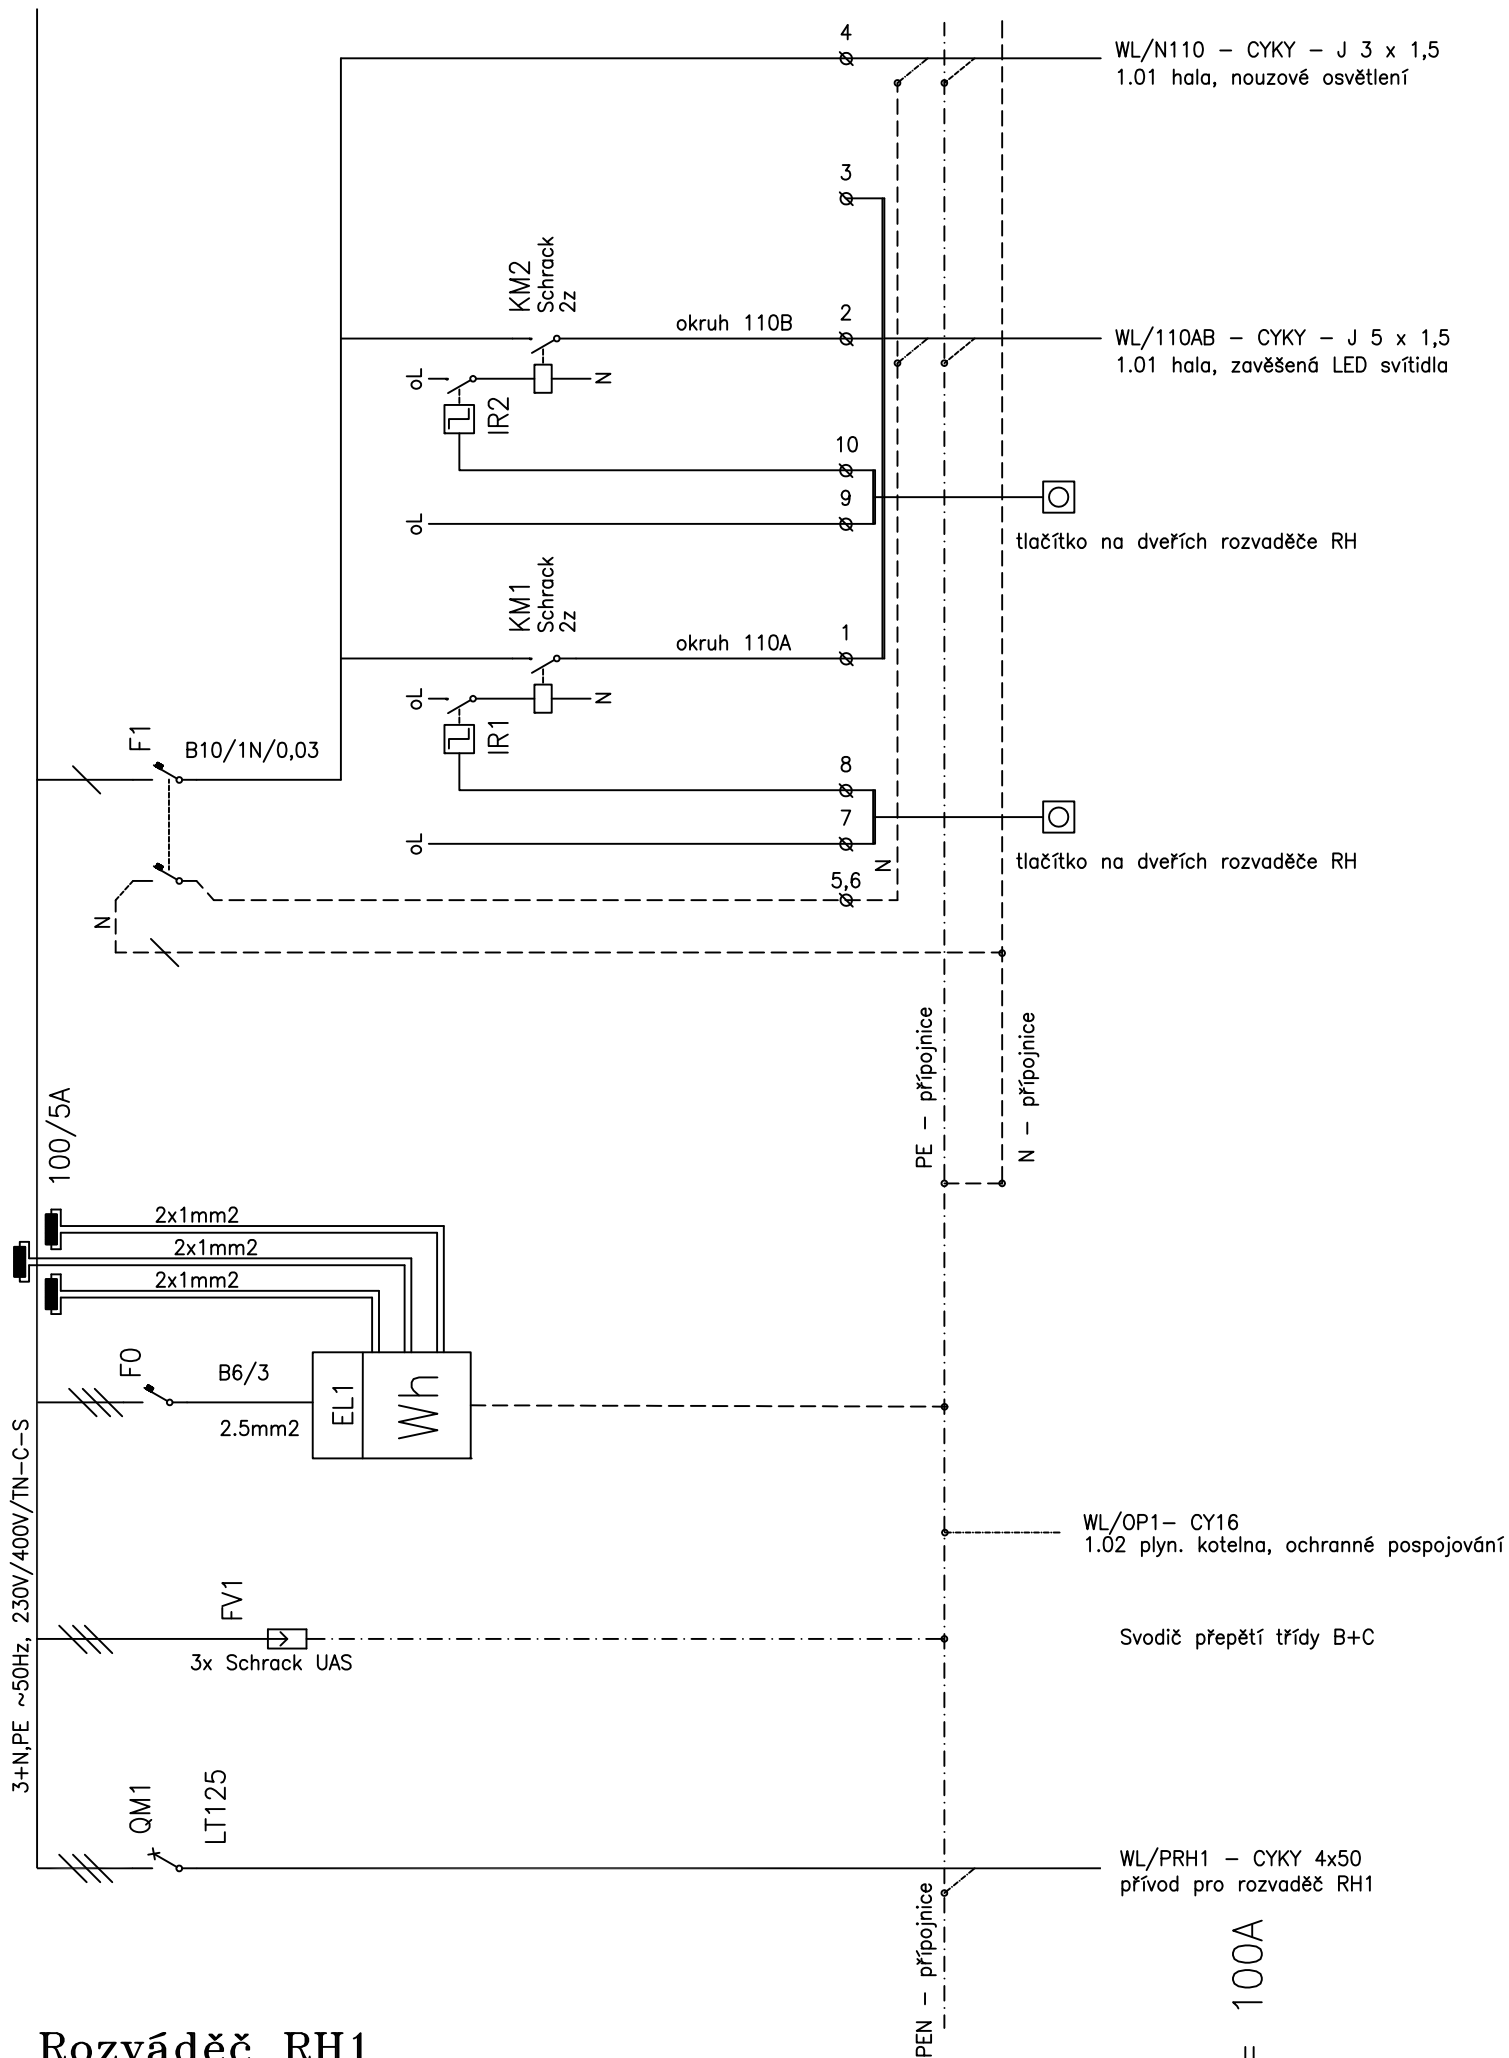 4
WL/N110 – CYKY – J 3 x 1,5
1.01 hala, nouzové osvětlení
3
KM2
Schrack
2z
okruh 110B
2
WL/110AB – CYKY – J 5 x 1,5
1.01 hala, zavěšená LED svítidla
oL
N
IR2
10
9
oL
tlačítko na dveřích rozvaděče RH
KM1
Schrack
2z
okruh 110A
1
oL
N
IR1
F1
B10/1N/0,03
8
7
oL
tlačítko na dveřích rozvaděče RH
N
5,6
N
PE – přípojnice
N – přípojnice
100/5A
2x1mm2
2x1mm2
2x1mm2
F0
B6/3
2.5mm2
EL1
Wh
3+N,PE ~50Hz, 230V/400V/TN-C-S
WL/OP1– CY16
1.02 plyn. kotelna, ochranné pospojování
FV1
3x Schrack UAS
Svodič přepětí třídy B+C
QM1
LT125
WL/PRH1 – CYKY 4x50
přívod pro rozvaděč RH1
PEN – přípojnice
= 100A
Rozváděč RH1